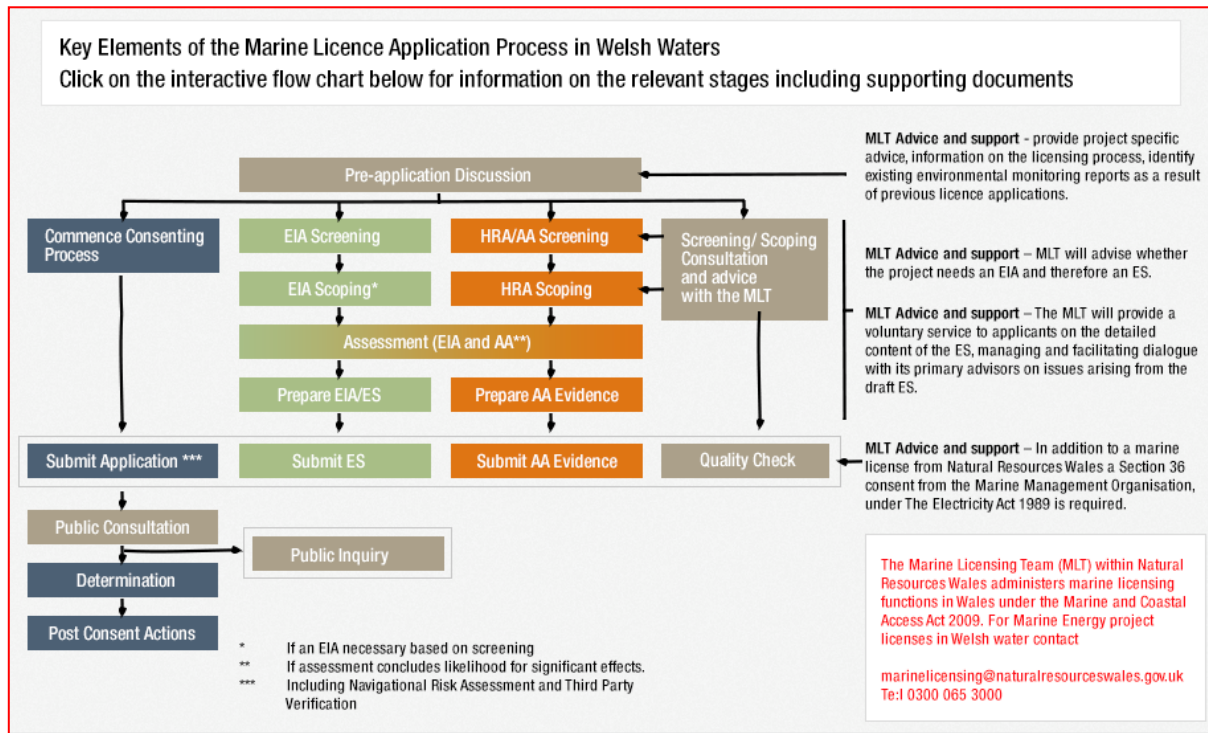 Key Elements of the Marine Licence Application Process in Welsh Waters
Click on the interactive flow chart below for information on the relevant stages including supporting documents
Pre-application Discussion
MLT Advice and support - provide project specific
advice, information on the licensing process, identify
existing environmental monitoring reports as a result
of previous licence applications.
Commence Consenting
Process
EIA Screening
HRA/AA Screening
Screening/ Scoping
Consultation
and advice
with the MLT
EIA Scoping*
HRA Scoping
Assessment (EIA and AA**)
Prepare EIA/ES
Prepare AA Evidence
MLT Advice and support – MLT will advise whether
the project needs an EIA and therefore an ES.
MLT Advice and support – The MLT will provide a
voluntary service to applicants on the detailed
content of the ES, managing and facilitating dialogue
with its primary advisors on issues arising from the
draft ES.
Submit Application ***
Submit ES
Submit AA Evidence
Quality Check
MLT Advice and support – In addition to a marine
license from Natural Resources Wales a Section 36
consent from the Marine Management Organisation,
under The Electricity Act 1989 is required.
Public Consultation
Public Inquiry
Determination
Post Consent Actions
* If an EIA necessary based on screening
** If assessment concludes likelihood for significant effects.
*** Including Navigational Risk Assessment and Third Party
Verification
The Marine Licensing Team (MLT) within Natural
Resources Wales administers marine licensing
functions in Wales under the Marine and Coastal
Access Act 2009. For Marine Energy project
licenses in Welsh water contact
marinelicensing@naturalresourceswales.gov.uk
Te:l 0300 065 3000